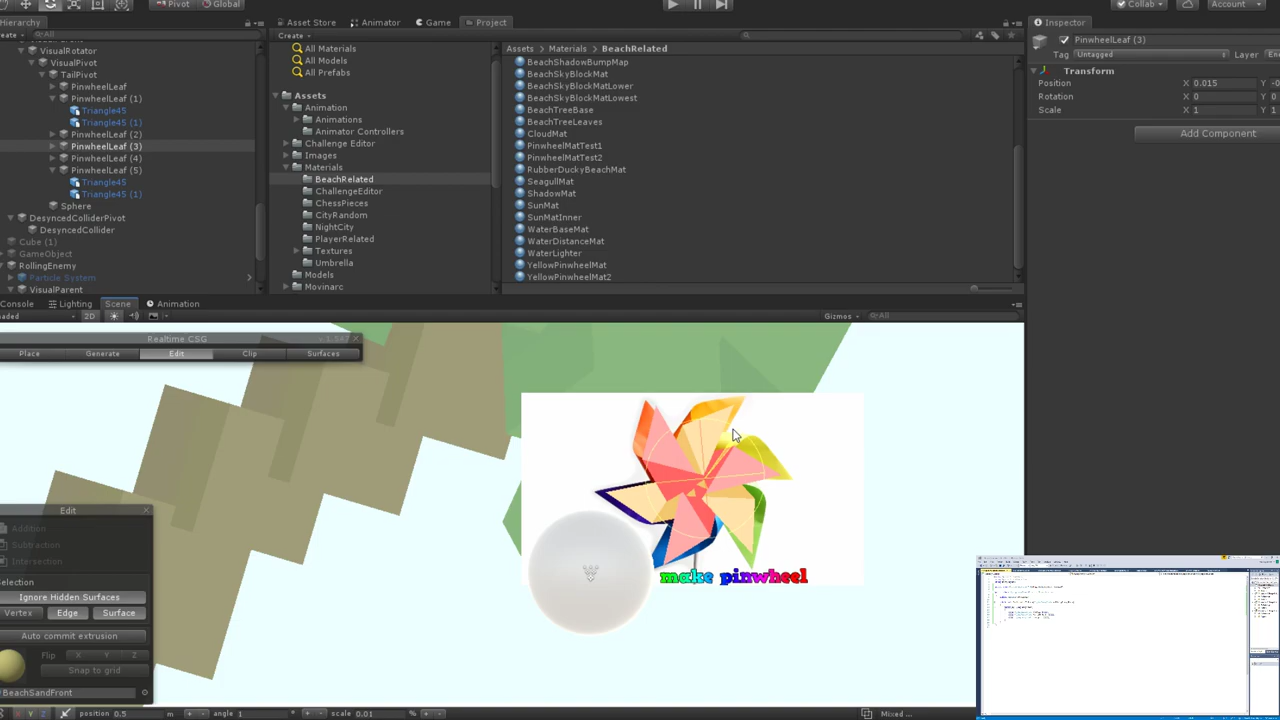 Pivot Global Collab Account
Hierarchy Asset Store Animator Game Project Inspector
All Create PinwheelLeaf (3)
VisualRotator All Materials Assets Materials BeachRelated Tag Untagged Layer
VisualPivot All Models BeachShadowBumpMap Transform
TailPivot All Prefabs BeachSkyBlockMat Position X 0.015 Y
PinwheelLeaf BeachSkyBlockMatLower Rotation X 0 Y 0
PinwheelLeaf (1) Assets BeachSkyBlockMatLowest Scale X 1 Y 1
Triangle45 Animation BeachTreeBase
Triangle45 (1) Animations BeachTreeLeaves
PinwheelLeaf (2) Animator Controllers CloudMat Add Component
PinwheelLeaf (3) Challenge Editor PinwheelMatTest1
PinwheelLeaf (4) Images PinwheelMatTest2
PinwheelLeaf (5) Materials RubberDuckyBeachMat
Triangle45 BeachRelated SeagullMat
Triangle45 (1) ChallengeEditor ShadowMat
Sphere ChessPieces SunMat
DesyncedColliderPivot CityRandom SunMatInner
DesyncedCollider NightCity WaterBaseMat
Cube (1) PlayerRelated WaterDistanceMat
GameObject Textures WaterLighter
RollingEnemy Umbrella YellowPinwheelMat
Particle System Models YellowPinwheelMat2
VisualParent Movinarc
Console Lighting Scene Animation
2D Gizmos All
Realtime CSG v 1.547
Place Generate Edit Clip Surfaces
make pinwheel
Edit
Addition
Subtraction
Intersection
Selection
Ignore Hidden Surfaces
Vertex Edge Surface
Auto commit extrusion
Flip X Y Z
Snap to grid
BeachSandFront
X Y Z position 0.5 m angle 1 ° scale 0.01 % Mixed ...